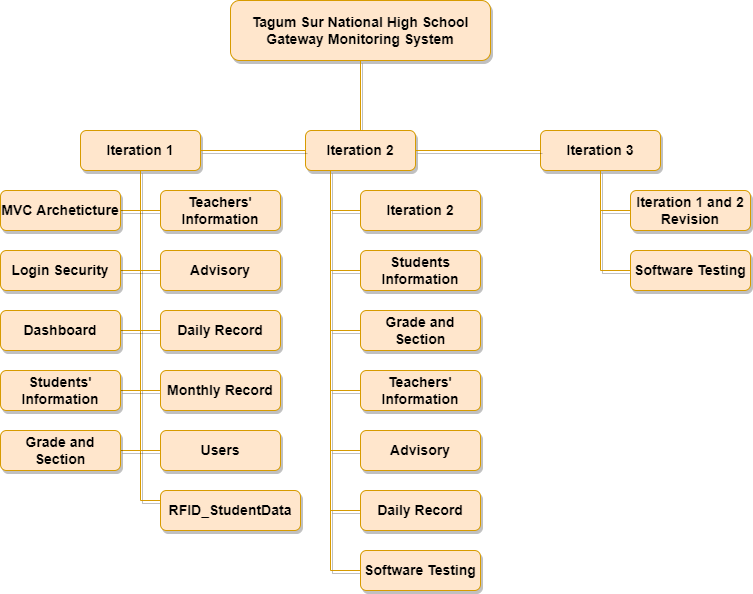 Tagum Sur National High School
Gateway Monitoring System
Iteration 1
Iteration 2
Iteration 3
MVC Archeticture
Teachers'
Information
Iteration 2
Iteration 1 and 2
Revision
Login Security
Advisory
Students
Information
Software Testing
Dashboard
Daily Record
Grade and
Section
Students'
Information
Monthly Record
Teachers'
Information
Grade and
Section
Users
Advisory
RFID_StudentData
Daily Record
Software Testing